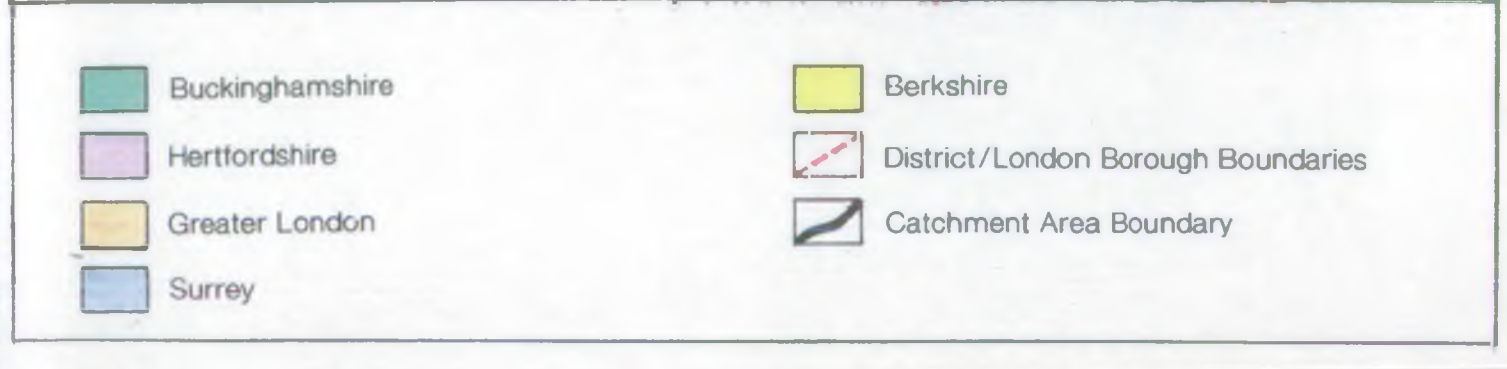 Buckinghamshire
Hertfordshire
Greater London
Surrey
Berkshire
District/London Borough Boundaries
Catchment Area Boundary